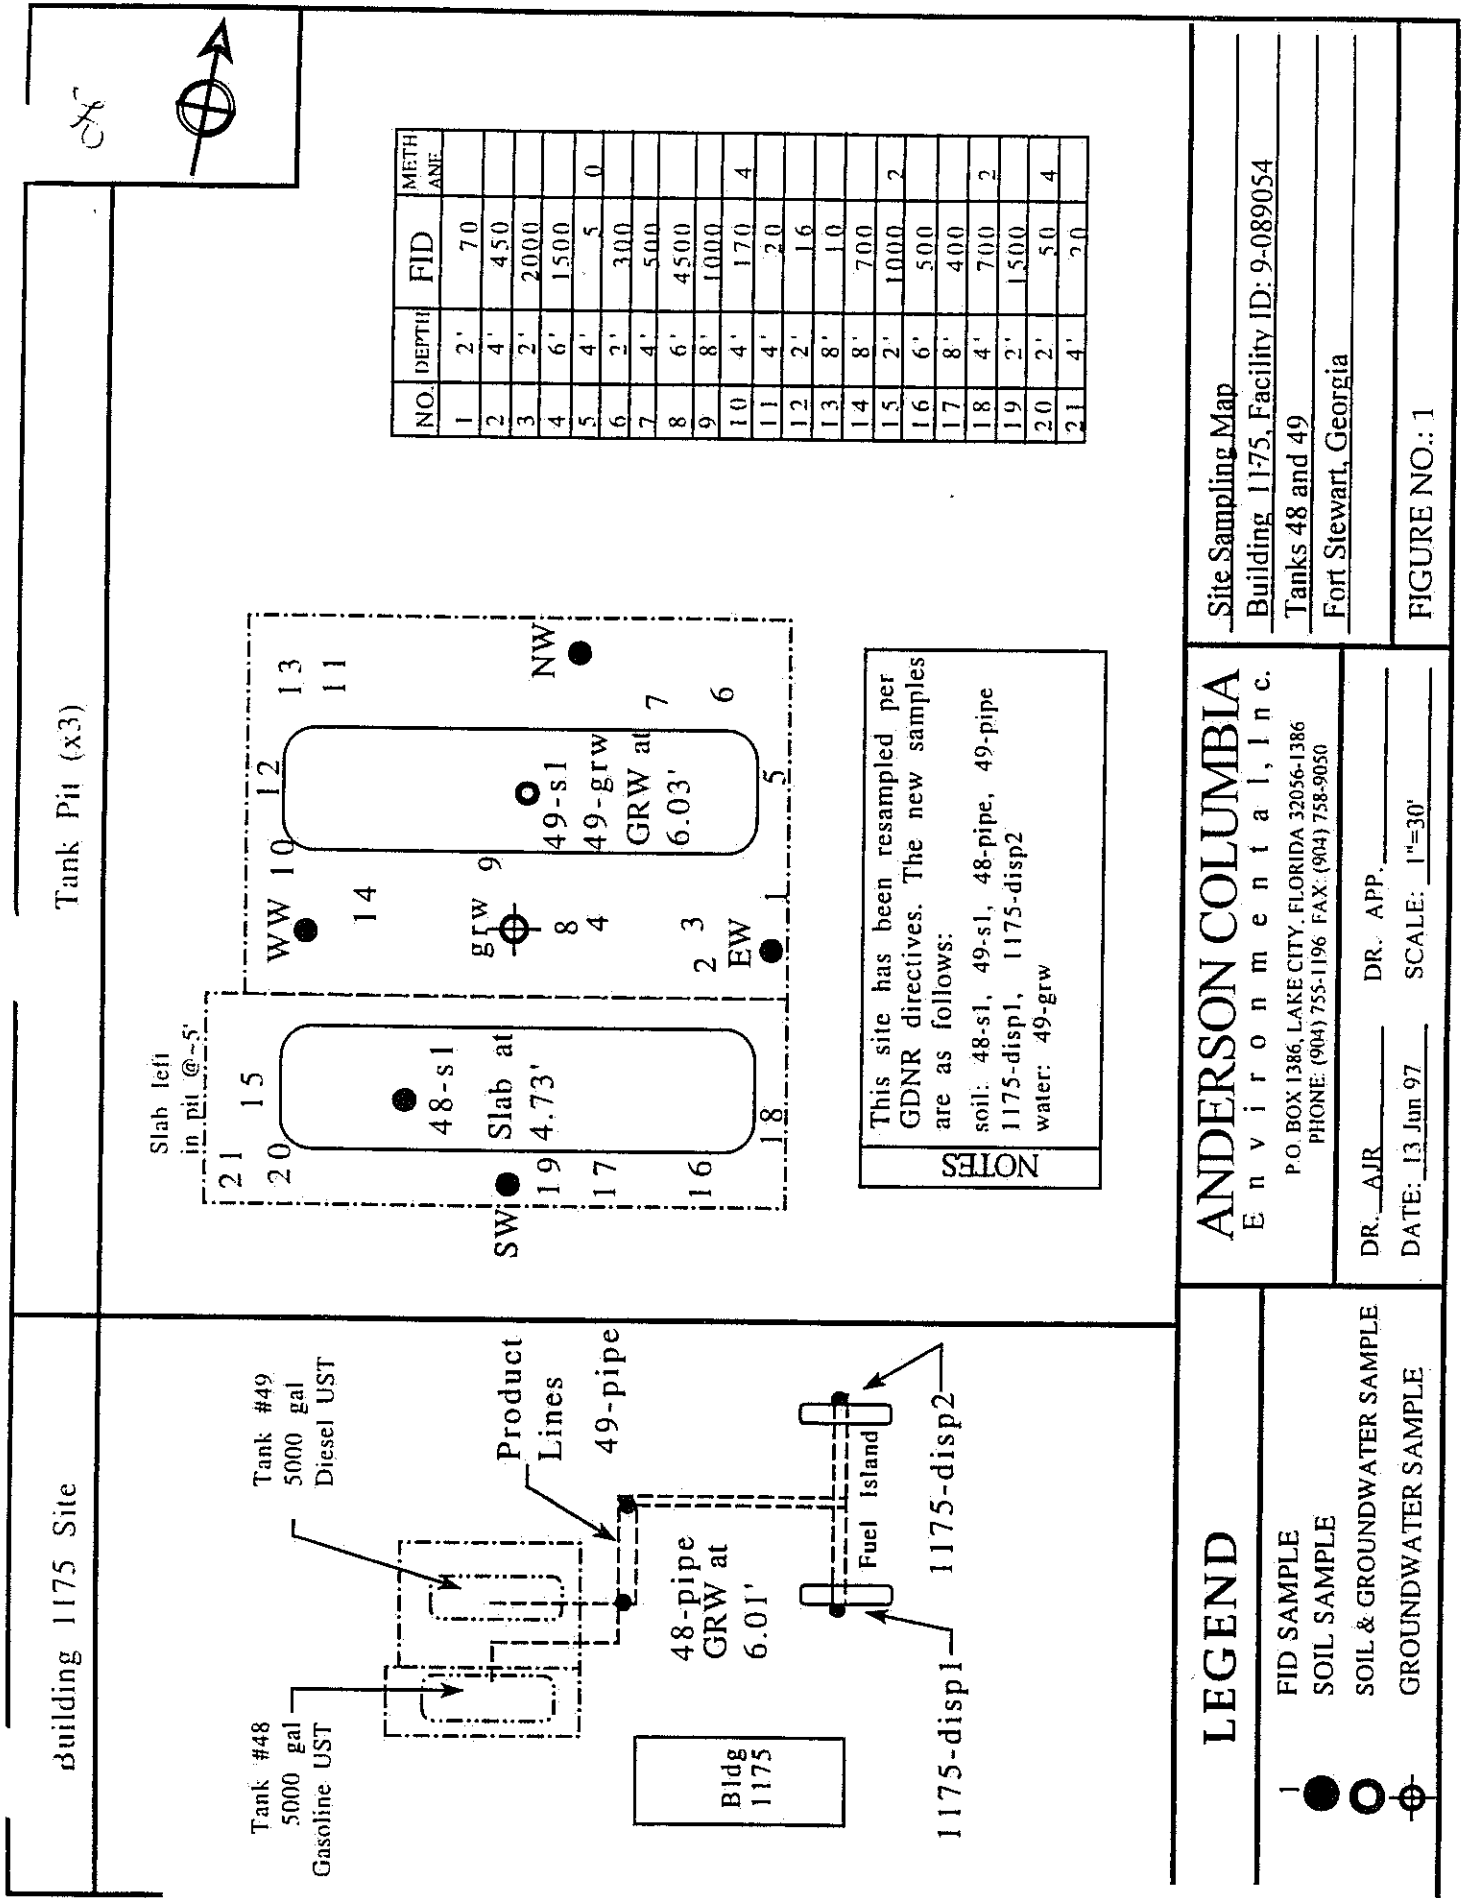 Building 1175 Site
Tank Pit (x3)
Tank #48
5000 gal
Gasoline UST
Tank #49
5000 gal
Diesel UST
Product
Lines
49-pipe
48-pipe
GRW at
6.01'
Bldg
1175
Fuel Island
1175-disp1
1175-disp2
Slab left
in pit @~5'
21
20
15
48-s1
Slab at
4.73'
SW
19
17
16
18
WW
10
12
13
11
14
grw
9
8
4
2
3
EW
1
49-s1
49-grw
GRW at
6.03'
5
NW
7
6
NO. DEPTH FID METH
ANE
1 2' 70
2 4' 450
3 2' 2000
4 6' 1500
5 4' 5 0
6 2' 300
7 4' 500
8 6' 4500
9 8' 1000
10 4' 170 4
11 4' 20
12 2' 16
13 8' 10
14 8' 700
15 2' 1000 2
16 6' 500
17 8' 400
18 4' 700 2
19 2' 1500
20 2' 50 4
21 4' 20
NOTES
This site has been resampled per
GDNR directives. The new samples
are as follows:
soil: 48-s1, 49-s1, 48-pipe, 49-pipe
1175-disp1, 1175-disp2
water: 49-grw
LEGEND
1 FID SAMPLE
SOIL SAMPLE
SOIL & GROUNDWATER SAMPLE
GROUNDWATER SAMPLE
ANDERSON COLUMBIA
Environmental, Inc.
P.O. BOX 1386, LAKE CITY, FLORIDA 32056-1386
PHONE: (904) 755-1196 FAX: (904) 758-9050
DR. AJR DR. APP.
DATE: 13 Jun 97 SCALE: 1"=30'
Site Sampling Map
Building 1175, Facility ID: 9-089054
Tanks 48 and 49
Fort Stewart, Georgia
FIGURE NO.: 1